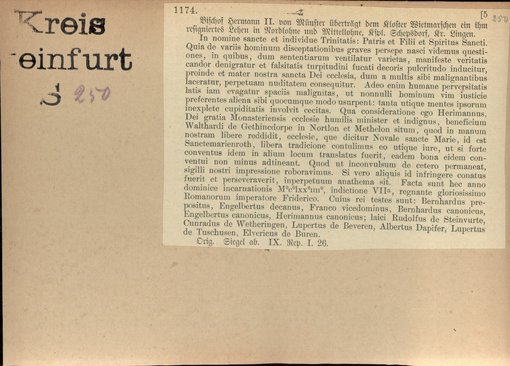 Kreis
einfurt
S 250
1174. [5
250
Bischof Hermann II. von Münster überträgt dem Kloster Wietmarschen ein ihm
resigniertes Lehen in Nordlohne und Mittellohne, Kspl. Schepsdorf, Kr. Lingen.
In nomine sancte et individue Trinitatis: Patris et Filii et Spiritus Sancti.
Quia de variis hominum disceptationibus graves persepe nasci videmus questi-
ones, in quibus, dum sententiarum ventilatur varietas, manifeste veritatis
candor denigratur et falsitatis turpitudini fucati decoris pulcritudo inducitur,
proinde et mater nostra sancta Dei ecclesia, dum a multis sibi malignantibus
laceratur, perpetuam nuditatem consequitur. Adeo enim humane perversitatis
latis iam evagatur spaciis malignitas, ut nonnulli hominum vim iusticie
preferentes aliena sibi quocumque modo usurpent: tanta utique mentes ipsorum
inexplete cupiditatis involvit cecitas. Qua consideratione ego Herimannus,
Dei gratia Monasteriensis ecclesie humilis minister et indignus, beneficium
Walthardi de Gethincdorpe in Nortlon et Methelon situm, quod in manum
nostram libere reddidit, ecclesie, que dicitur Novale sancte Marie, id est
Sanctemarienroth, libera tradicione contulimus eo utique iure, ut si forte
conventus idem in alium locum translatus fuerit, eadem bona eidem con-
ventui non minus adtineant. Quod ut inconvulsum de cetero permaneat,
sigilli nostri impressione roboravimus. Si vero aliquis id infringere conatus
fuerit et perseveraverit, inperpetuum anathema sit. Facta sunt hec anno
dominice incarnationis MºcºLXXºIIIIº, indictione VIIª, regnante gloriosissimo
Romanorum imperatore Friderico. Cuius rei testes sunt: Bernhardus pre-
positus, Engelbertus decanus, Franco vicedominus, Bernhardus canonicus,
Engelbertus canonicus, Herimannus canonicus; laici Rudolfus de Steinvurte,
Cunradus de Wetheringen, Lupertus de Beveren, Albertus Dapifer, Lupertus
de Tuschusen, Elvericus de Buren.
Orig. Siegel ab. IX. Rep. I. 26.